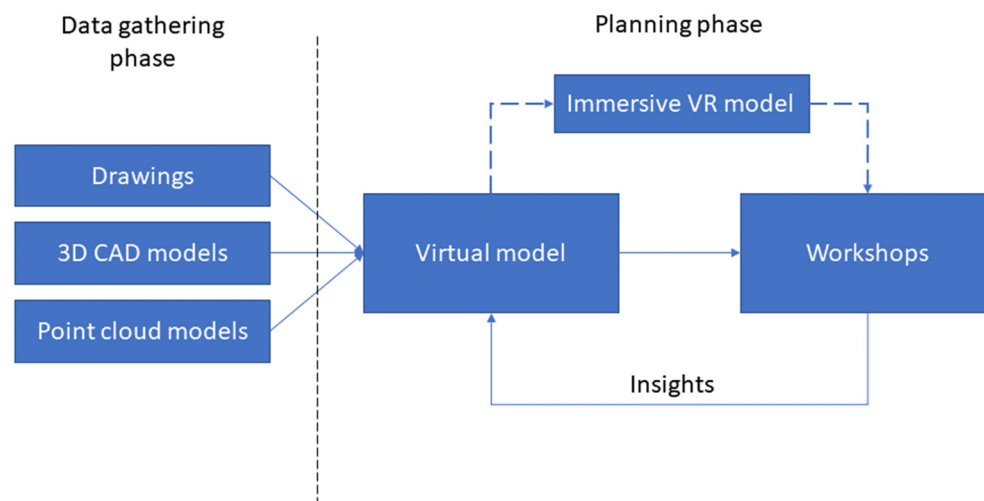 Data gathering
phase
Planning phase
Immersive VR model
Drawings
3D CAD models
Point cloud models
Virtual model
Workshops
Insights